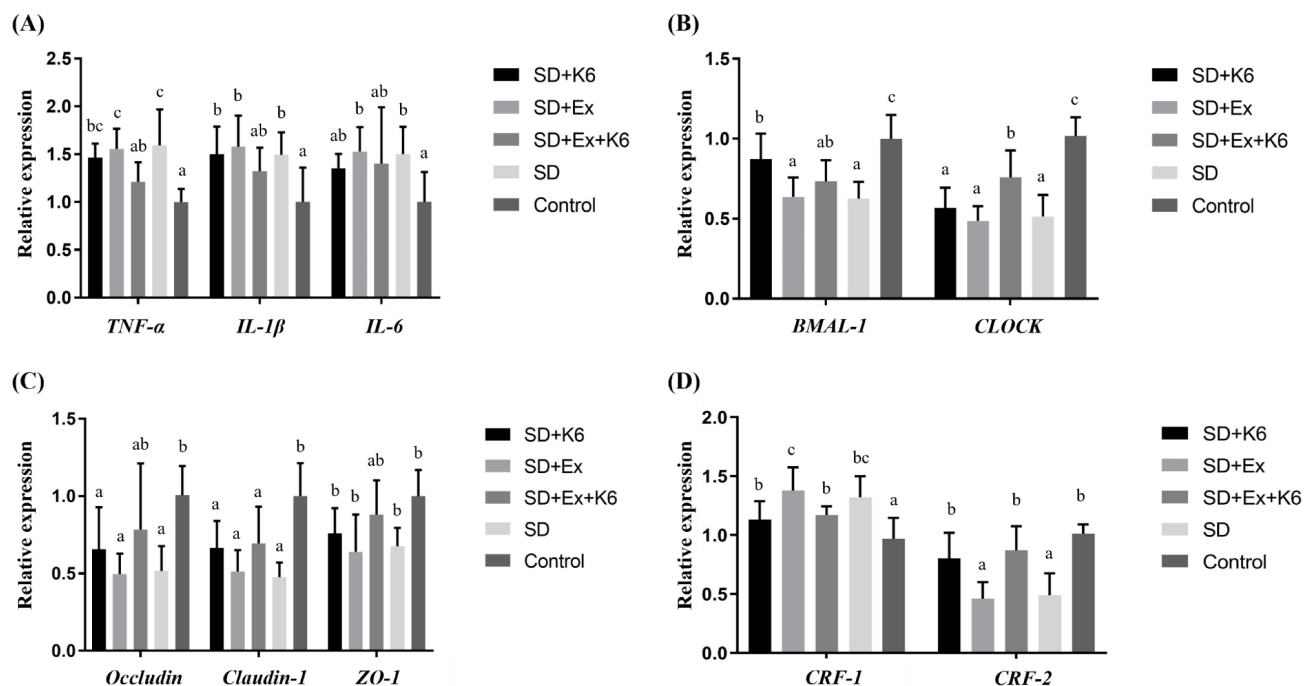 (A)
Relative expression
2.5
2.0
1.5
1.0
0.5
0.0
bc c ab c a
b b ab b a
ab b ab b a
TNF-α IL-1β IL-6
SD+K6
SD+Ex
SD+Ex+K6
SD
Control
(B)
Relative expression
1.5
1.0
0.5
0.0
b a ab a c
a a b a c
BMAL-1 CLOCK
SD+K6
SD+Ex
SD+Ex+K6
SD
Control
(C)
Relative expression
1.5
1.0
0.5
0.0
a a ab a b
a a a a b
b b ab b b
Occludin Claudin-1 ZO-1
SD+K6
SD+Ex
SD+Ex+K6
SD
Control
(D)
Relative expression
2.0
1.5
1.0
0.5
0.0
b c b bc a
b a b a b
CRF-1 CRF-2
SD+K6
SD+Ex
SD+Ex+K6
SD
Control